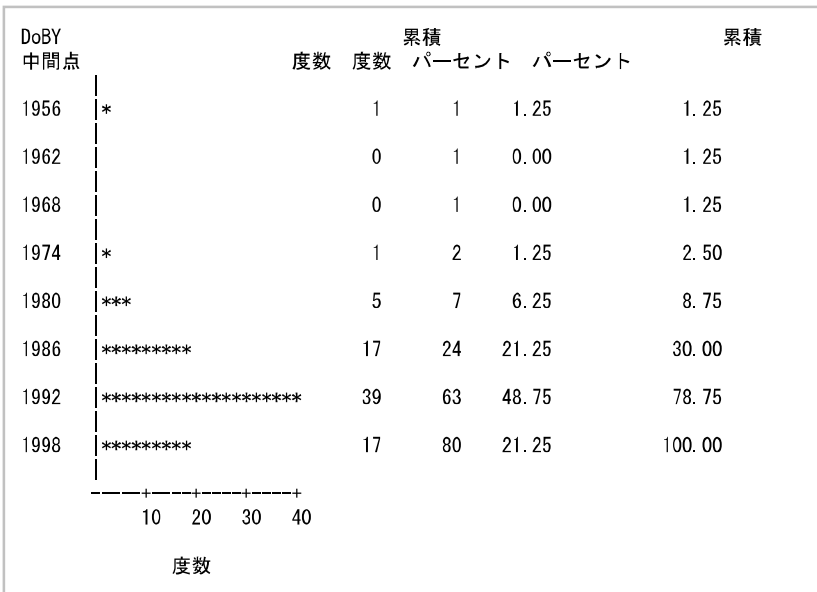 DoBY 累積 累積
中間点 度数 度数 パーセント パーセント
1956 |* 1 1 1.25 1.25
1962 | 0 1 0.00 1.25
1968 | 0 1 0.00 1.25
1974 |* 1 2 1.25 2.50
1980 |*** 5 7 6.25 8.75
1986 |********* 17 24 21.25 30.00
1992 |******************** 39 63 48.75 78.75
1998 |********* 17 80 21.25 100.00
-----+----+----+----+
10 20 30 40
度数